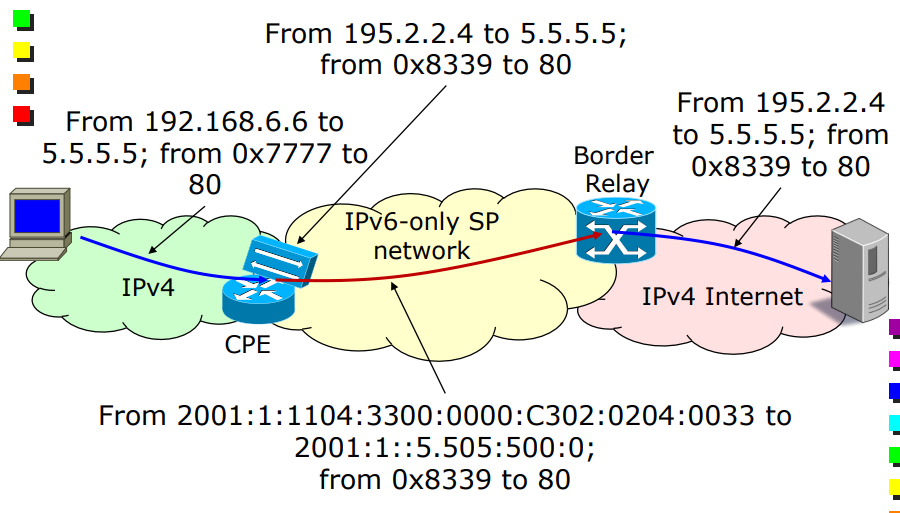 From 195.2.2.4 to 5.5.5.5;
from 0x8339 to 80
From 192.168.6.6 to
5.5.5.5; from 0x7777 to
80
From 195.2.2.4
to 5.5.5.5; from
0x8339 to 80
Border
Relay
IPv6-only SP
network
IPv4
IPv4 Internet
CPE
From 2001:1:1104:3300:0000:C302:0204:0033 to
2001:1::5.505:500:0;
from 0x8339 to 80